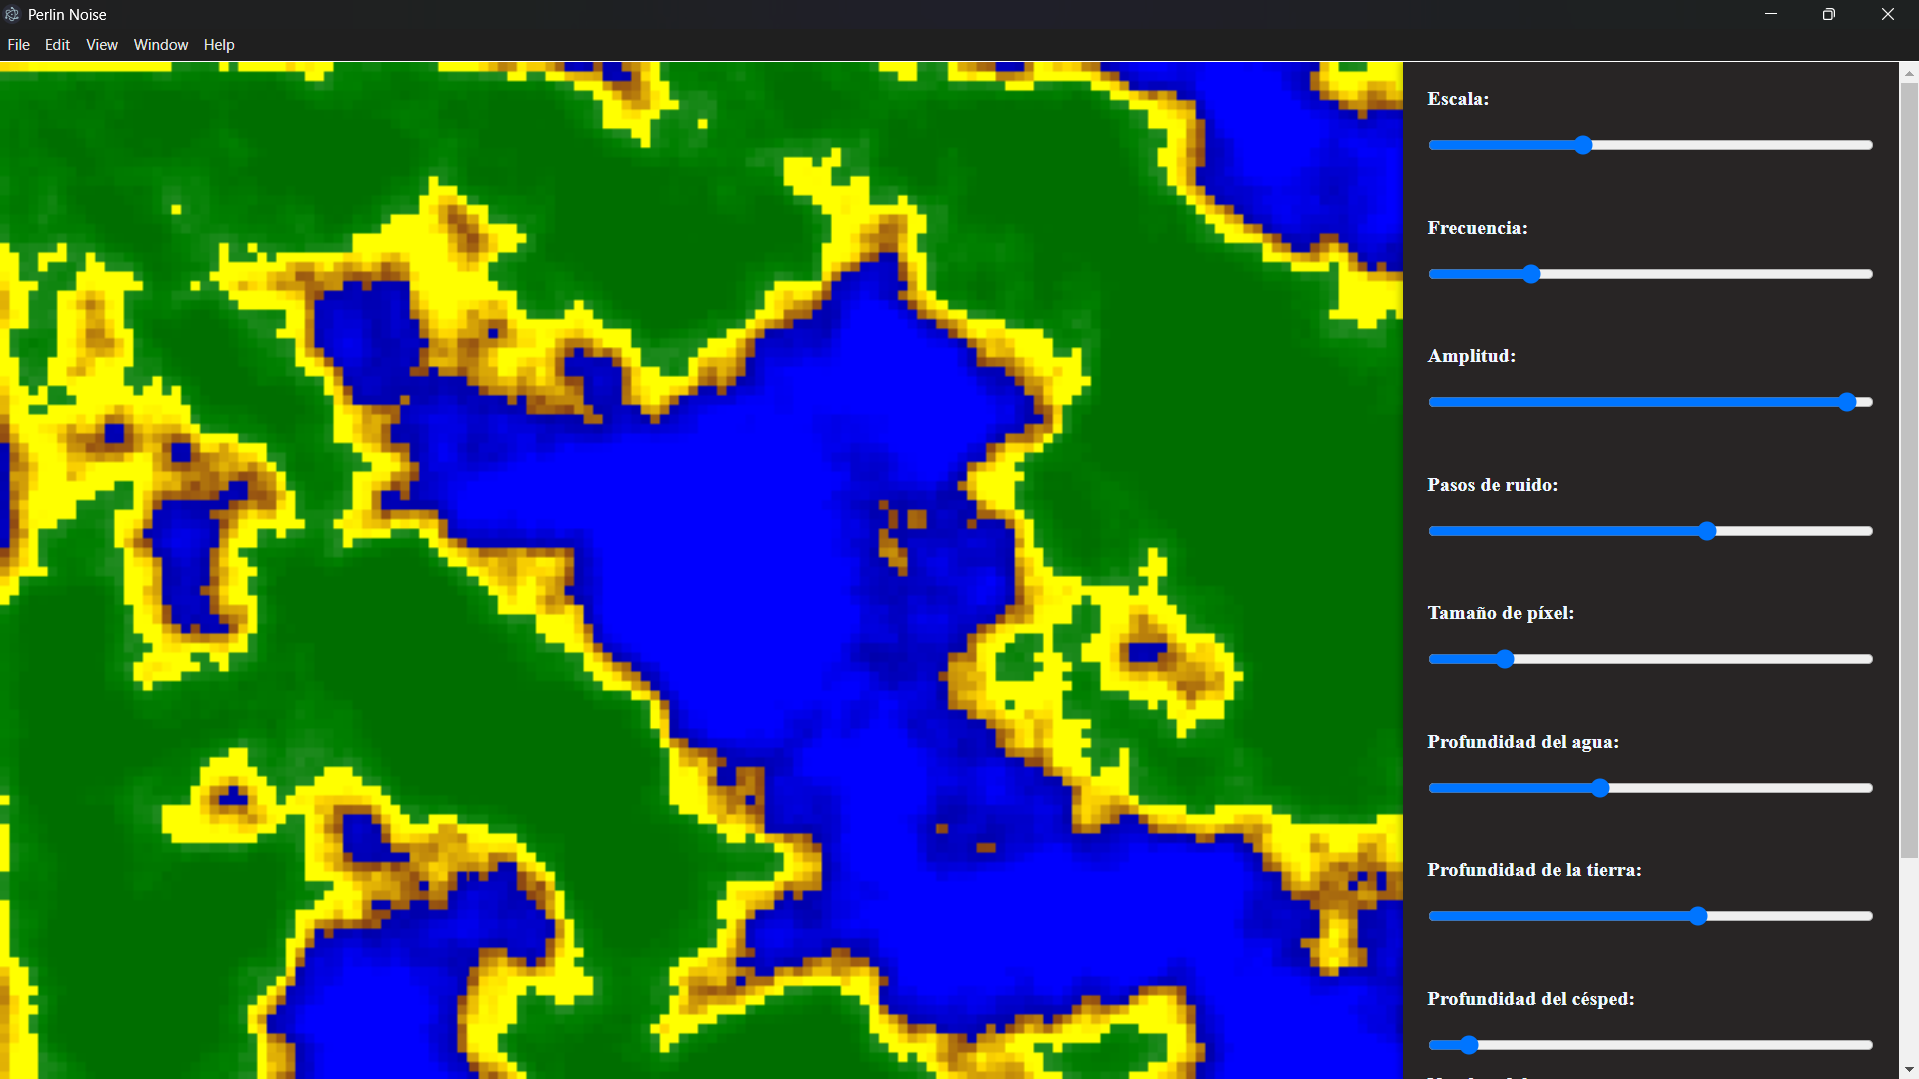 Perlin Noise
File Edit View Window Help
Escala:
Frecuencia:
Amplitud:
Pasos de ruido:
Tamaño de píxel:
Profundidad del agua:
Profundidad de la tierra:
Profundidad del césped: